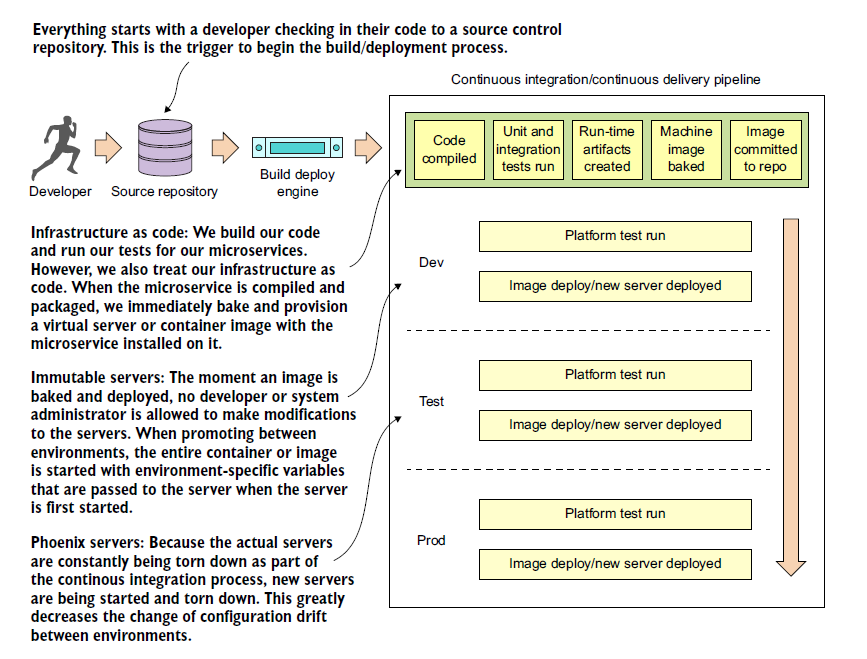 Everything starts with a developer checking in their code to a source control
repository. This is the trigger to begin the build/deployment process.
Continuous integration/continuous delivery pipeline
Developer
Source repository
Build deploy
engine
Code
compiled
Unit and
integration
tests run
Run-time
artifacts
created
Machine
image
baked
Image
committed
to repo
Infrastructure as code: We build our code
and run our tests for our microservices.
However, we also treat our infrastructure as
code. When the microservice is compiled and
packaged, we immediately bake and provision
a virtual server or container image with the
microservice installed on it.
Immutable servers: The moment an image is
baked and deployed, no developer or system
administrator is allowed to make modifications
to the servers. When promoting between
environments, the entire container or image
is started with environment-specific variables
that are passed to the server when the server
is first started.
Phoenix servers: Because the actual servers
are constantly being torn down as part of
the continous integration process, new servers
are being started and torn down. This greatly
decreases the change of configuration drift
between environments.
Dev
Platform test run
Image deploy/new server deployed
Test
Platform test run
Image deploy/new server deployed
Prod
Platform test run
Image deploy/new server deployed